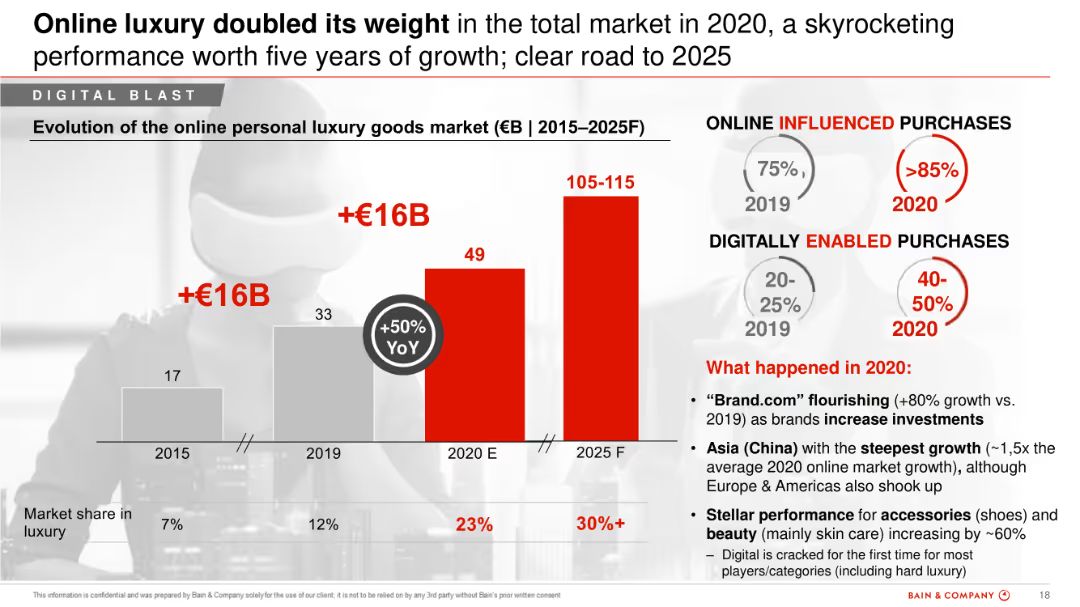 Online luxury doubled its weight in the total market in 2020, a skyrocketing
performance worth five years of growth; clear road to 2025
DIGITAL BLAST
Evolution of the online personal luxury goods market (€B | 2015–2025F)
+€16B
+€16B
17
33
+50%
YoY
49
105-115
2015
2019
2020 E
2025 F
Market share in
luxury
7%
12%
23%
30%+
ONLINE INFLUENCED PURCHASES
75%
2019
>85%
2020
DIGITALLY ENABLED PURCHASES
20-
25%
2019
40-
50%
2020
What happened in 2020:
• “Brand.com” flourishing (+80% growth vs.
2019) as brands increase investments
• Asia (China) with the steepest growth (~1,5x the
average 2020 online market growth), although
Europe & Americas also shook up
• Stellar performance for accessories (shoes) and
beauty (mainly skin care) increasing by ~60%
– Digital is cracked for the first time for most
players/categories (including hard luxury)
This information is confidential and was prepared by Bain & Company solely for the use of our client; it is not to be relied on by any 3rd party without Bain's prior written consent
BAIN & COMPANY
18